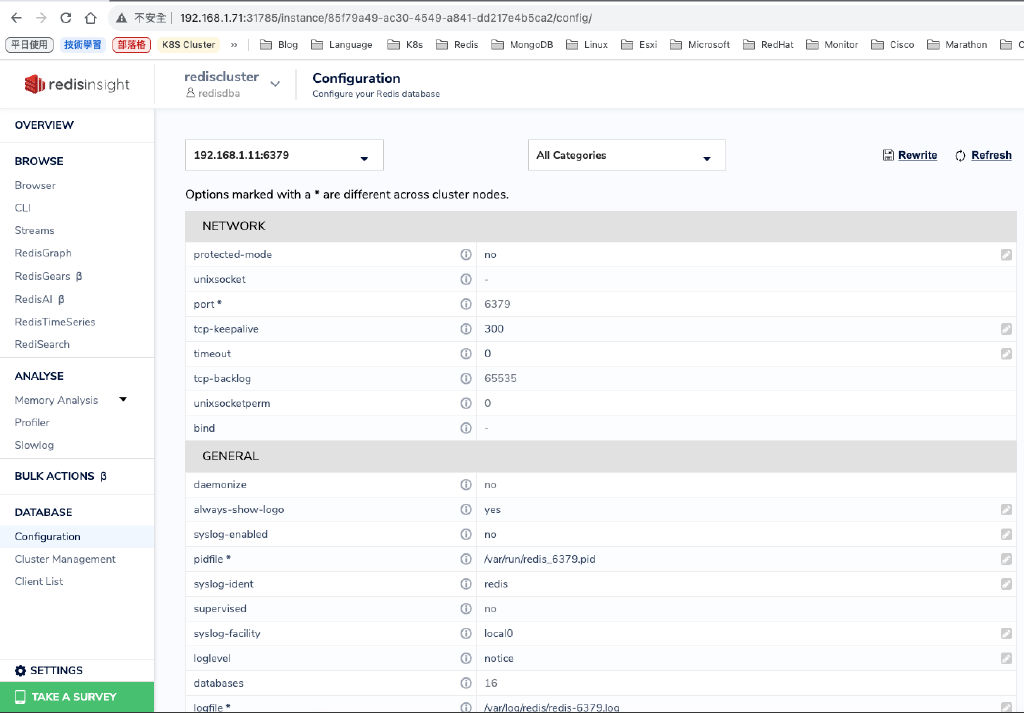 不安全 | 192.168.1.71:31785/instance/85f79a49-ac30-4549-a841-dd217e4b5ca2/config/
平日使用 技術學習 部落格 K8S Cluster » Blog Language K8s Redis MongoDB Linux Esxi Microsoft RedHat Monitor Cisco Marathon C
redisinsight
rediscluster
redisdba
Configuration
Configure your Redis database
OVERVIEW
BROWSE
Browser
CLI
Streams
RedisGraph
RedisGears β
RedisAI β
RedisTimeSeries
RediSearch
ANALYSE
Memory Analysis
Profiler
Slowlog
BULK ACTIONS β
DATABASE
Configuration
Cluster Management
Client List
SETTINGS
TAKE A SURVEY
192.168.1.11:6379 All Categories Rewrite Refresh
Options marked with a * are different across cluster nodes.
NETWORK
protected-mode no
unixsocket -
port * 6379
tcp-keepalive 300
timeout 0
tcp-backlog 65535
unixsocketperm 0
bind -
GENERAL
daemonize no
always-show-logo yes
syslog-enabled no
pidfile * /var/run/redis_6379.pid
syslog-ident redis
supervised no
syslog-facility local0
loglevel notice
databases 16
logfile * /var/log/redis/redis-6379.log